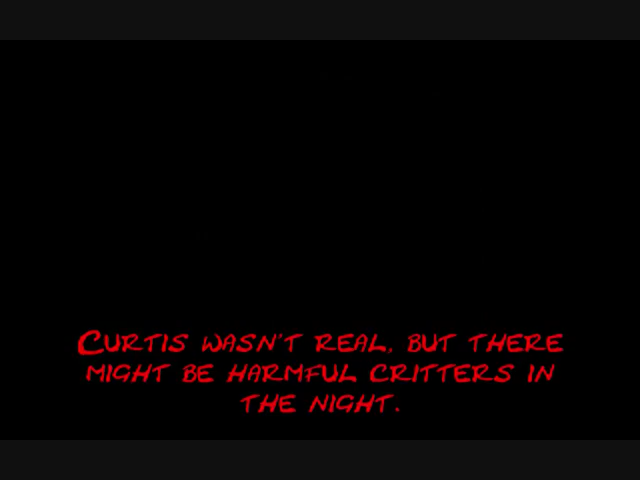 Curtis wasn't real, but there
might be harmful critters in
the night.